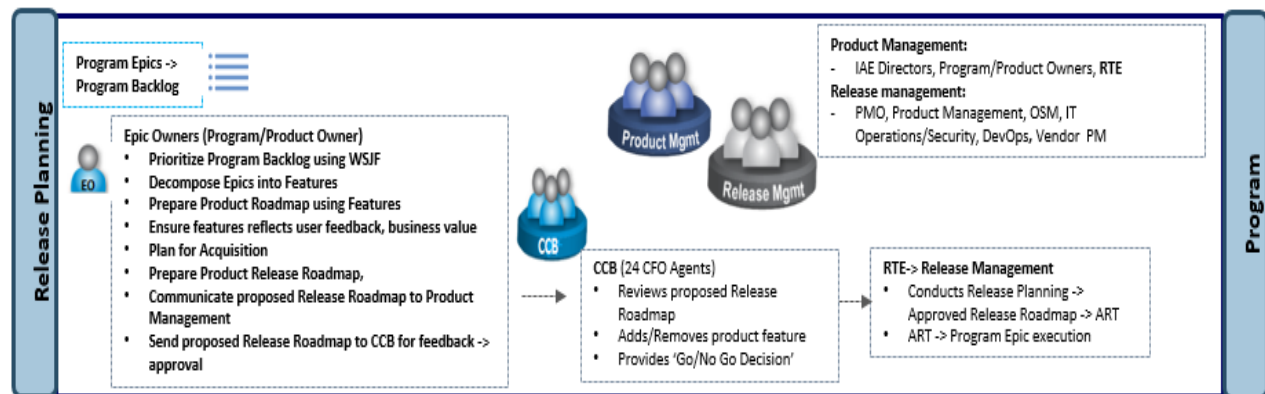 Release Planning
Program Epics ->
Program Backlog
EO
Epic Owners (Program/Product Owner)
• Prioritize Program Backlog using WSJF
• Decompose Epics into Features
• Prepare Product Roadmap using Features
• Ensure features reflects user feedback, business value
• Plan for Acquisition
• Prepare Product Release Roadmap,
• Communicate proposed Release Roadmap to Product
Management
• Send proposed Release Roadmap to CCB for feedback ->
approval
CCB
CCB (24 CFO Agents)
• Reviews proposed Release
Roadmap
• Adds/Removes product feature
• Provides ‘Go/No Go Decision’
Product Mgmt
Release Mgmt
Product Management:
- IAE Directors, Program/Product Owners, RTE
Release management:
- PMO, Product Management, OSM, IT
Operations/Security, DevOps, Vendor PM
RTE-> Release Management
• Conducts Release Planning ->
Approved Release Roadmap -> ART
• ART -> Program Epic execution
Program